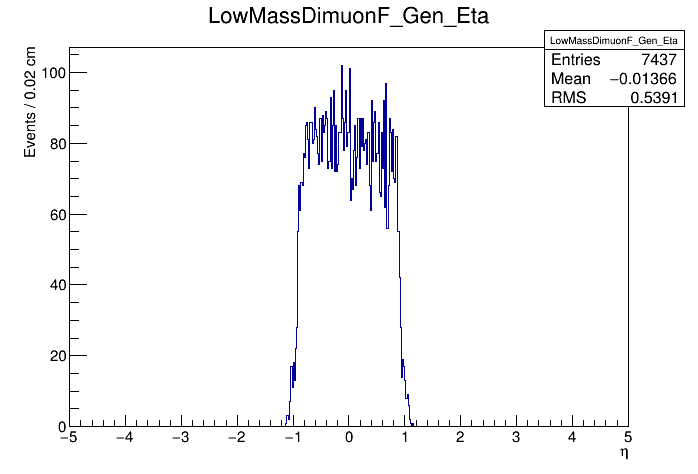 LowMassDimuonF_Gen_Eta
LowMassDimuonF_Gen_Eta
Entries 7437
Mean −0.01366
RMS 0.5391
Events / 0.02 cm
100
80
60
40
20
0
−5 −4 −3 −2 −1 0 1 2 3 4 5
η